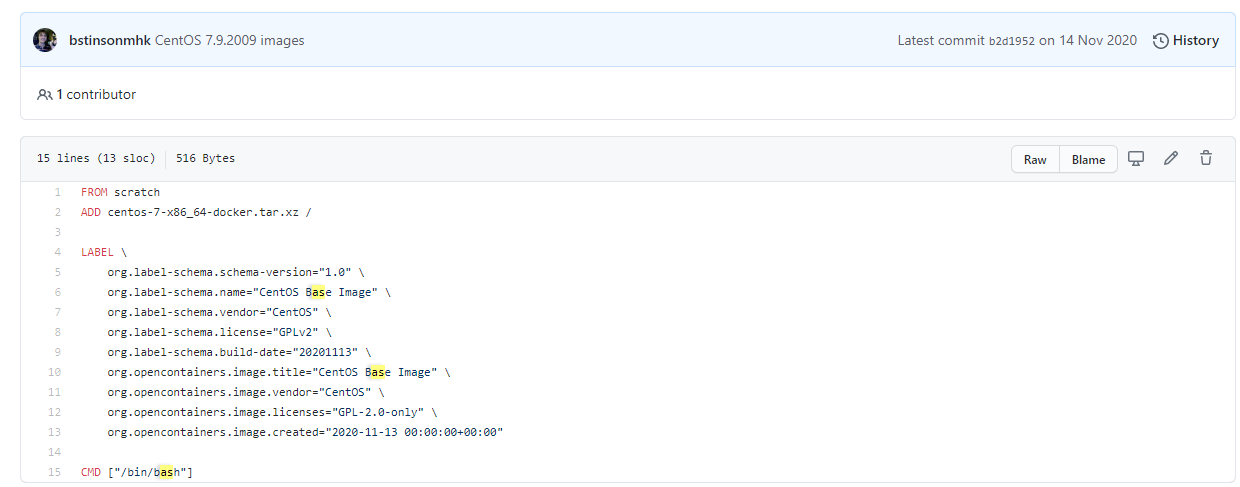 bstinsonmhk CentOS 7.9.2009 images Latest commit b2d1952 on 14 Nov 2020 History
1 contributor
15 lines (13 sloc) 516 Bytes Raw Blame
1 FROM scratch
2 ADD centos-7-x86_64-docker.tar.xz /
3
4 LABEL \
5 org.label-schema.schema-version="1.0" \
6 org.label-schema.name="CentOS Base Image" \
7 org.label-schema.vendor="CentOS" \
8 org.label-schema.license="GPLv2" \
9 org.label-schema.build-date="20201113" \
10 org.opencontainers.image.title="CentOS Base Image" \
11 org.opencontainers.image.vendor="CentOS" \
12 org.opencontainers.image.licenses="GPL-2.0-only" \
13 org.opencontainers.image.created="2020-11-13 00:00:00+00:00"
14
15 CMD ["/bin/bash"]